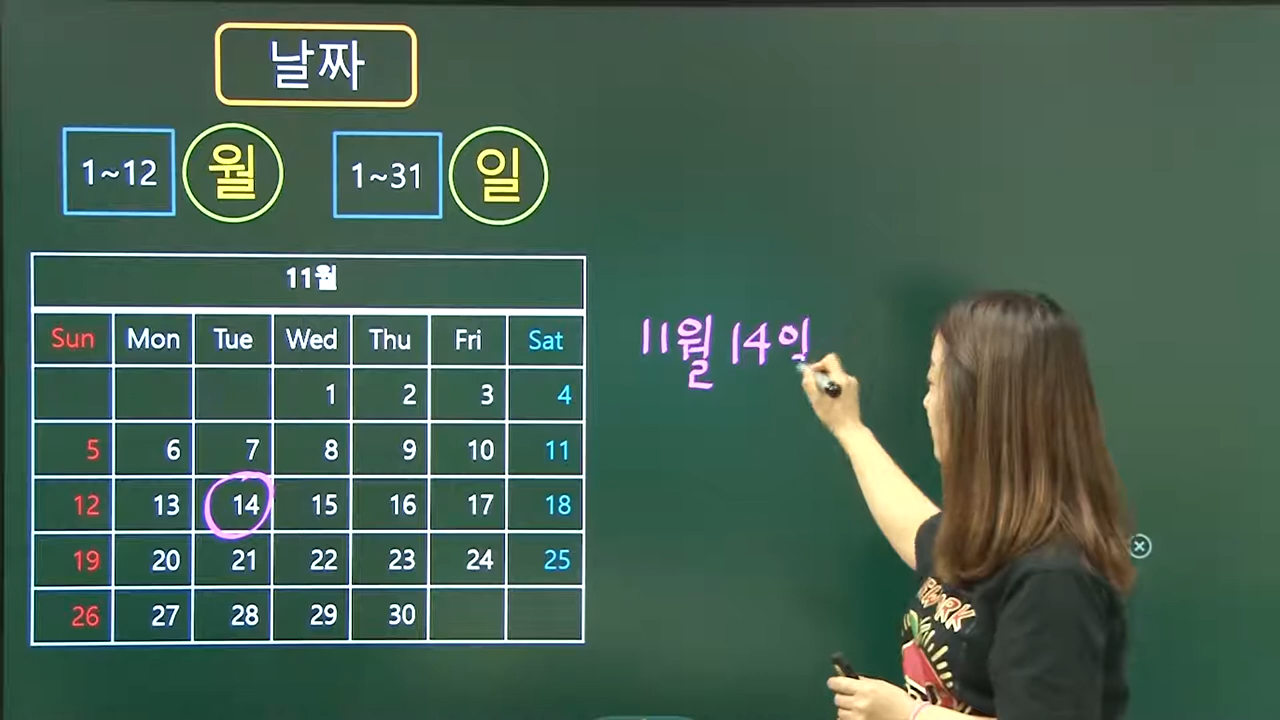 날짜
1~12 월 1~31 일
11월
Sun Mon Tue Wed Thu Fri Sat
1 2 3 4
5 6 7 8 9 10 11
12 13 14 15 16 17 18
19 20 21 22 23 24 25
26 27 28 29 30
11월 14일